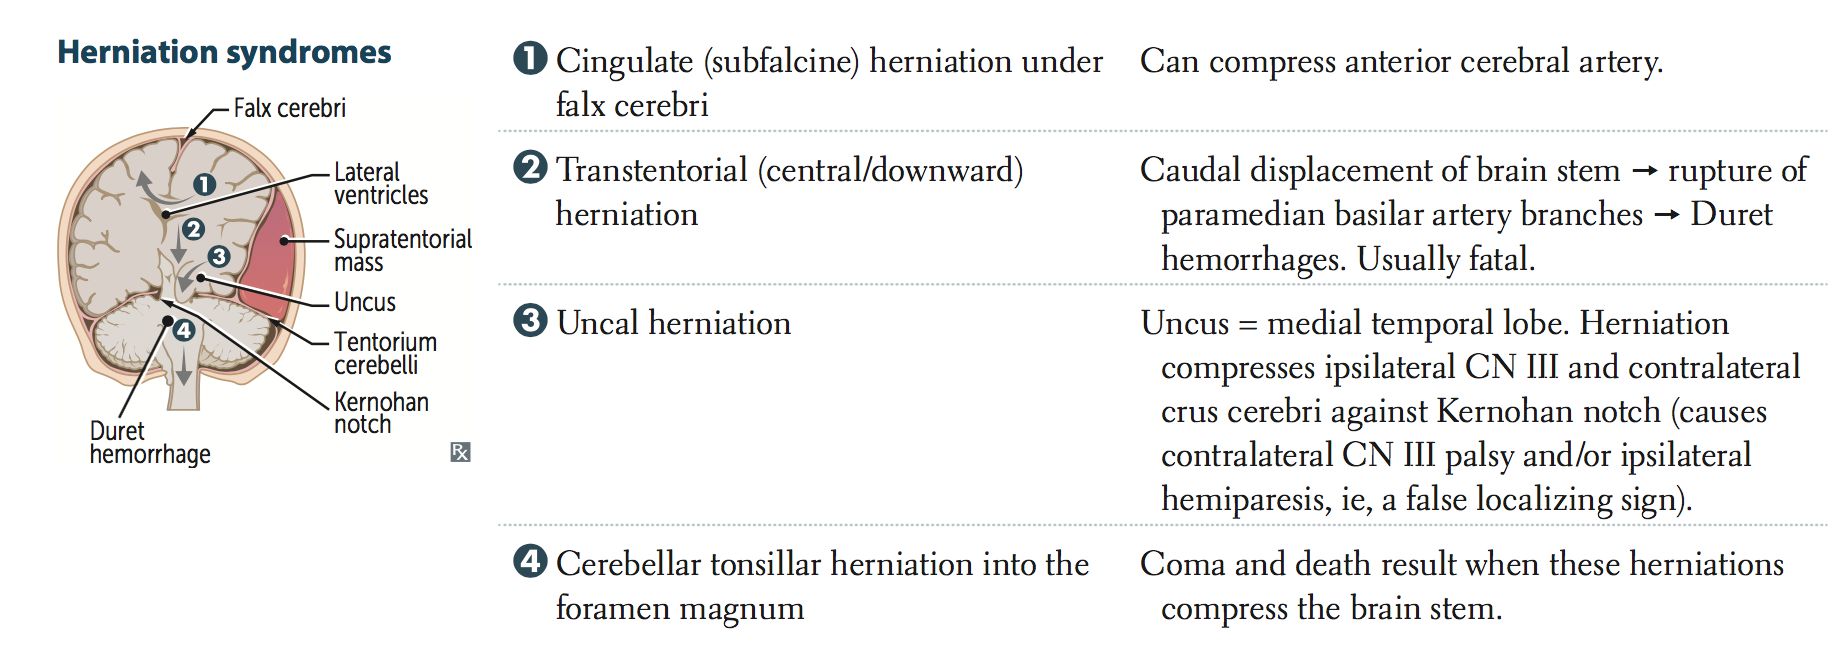 Herniation syndromes
Falx cerebri
Lateral
ventricles
Supratentorial
mass
Uncus
Tentorium
cerebelli
Kernohan
notch
Duret
hemorrhage
1
2
3
4
Rx
1 Cingulate (subfalcine) herniation under
falx cerebri
Can compress anterior cerebral artery.
2 Transtentorial (central/downward)
herniation
Caudal displacement of brain stem → rupture of
paramedian basilar artery branches → Duret
hemorrhages. Usually fatal.
3 Uncal herniation
Uncus = medial temporal lobe. Herniation
compresses ipsilateral CN III and contralateral
crus cerebri against Kernohan notch (causes
contralateral CN III palsy and/or ipsilateral
hemiparesis, ie, a false localizing sign).
4 Cerebellar tonsillar herniation into the
foramen magnum
Coma and death result when these herniations
compress the brain stem.